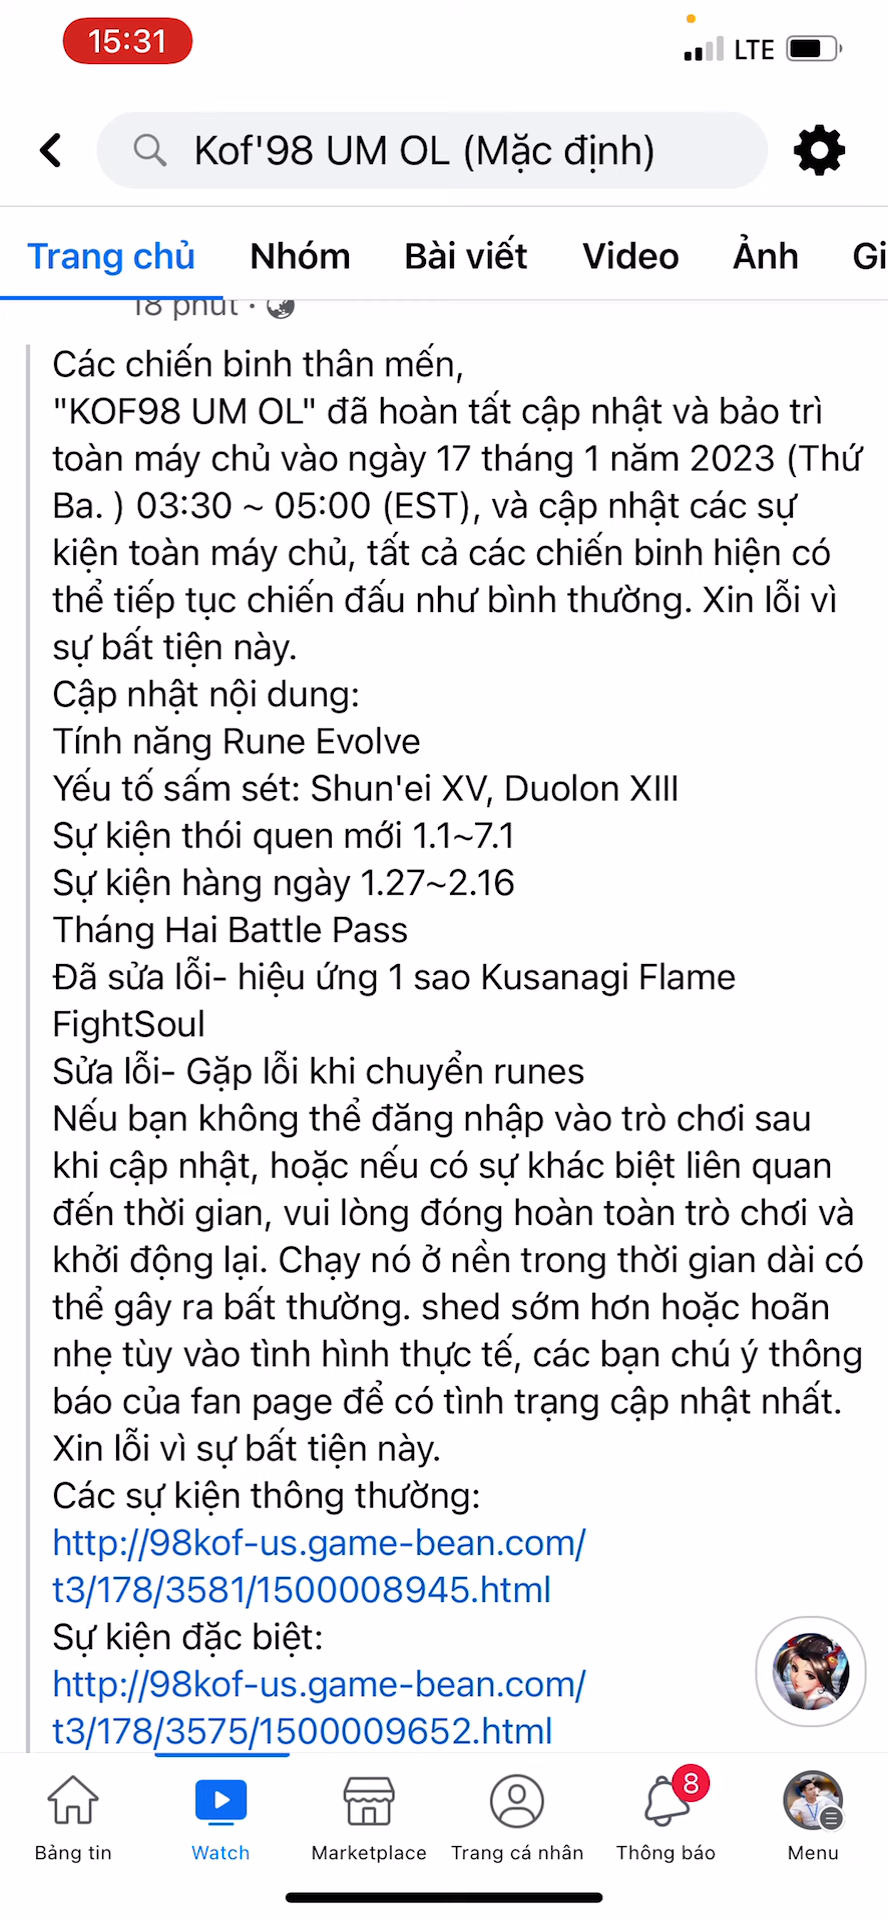 15:31
LTE
Kof'98 UM OL (Mặc định)
Trang chủ
Nhóm
Bài viết
Video
Ảnh
Gi
18 phút ·
Các chiến binh thân mến,
"KOF98 UM OL" đã hoàn tất cập nhật và bảo trì
toàn máy chủ vào ngày 17 tháng 1 năm 2023 (Thứ
Ba. ) 03:30 ~ 05:00 (EST), và cập nhật các sự
kiện toàn máy chủ, tất cả các chiến binh hiện có
thể tiếp tục chiến đấu như bình thường. Xin lỗi vì
sự bất tiện này.
Cập nhật nội dung:
Tính năng Rune Evolve
Yếu tố sấm sét: Shun'ei XV, Duolon XIII
Sự kiện thói quen mới 1.1~7.1
Sự kiện hàng ngày 1.27~2.16
Tháng Hai Battle Pass
Đã sửa lỗi- hiệu ứng 1 sao Kusanagi Flame
FightSoul
Sửa lỗi- Gặp lỗi khi chuyển runes
Nếu bạn không thể đăng nhập vào trò chơi sau
khi cập nhật, hoặc nếu có sự khác biệt liên quan
đến thời gian, vui lòng đóng hoàn toàn trò chơi và
khởi động lại. Chạy nó ở nền trong thời gian dài có
thể gây ra bất thường. shed sớm hơn hoặc hoãn
nhẹ tùy vào tình hình thực tế, các bạn chú ý thông
báo của fan page để có tình trạng cập nhật nhất.
Xin lỗi vì sự bất tiện này.
Các sự kiện thông thường:
http://98kof-us.game-bean.com/
t3/178/3581/1500008945.html
Sự kiện đặc biệt:
http://98kof-us.game-bean.com/
t3/178/3575/1500009652.html
8
Bảng tin
Watch
Marketplace
Trang cá nhân
Thông báo
Menu